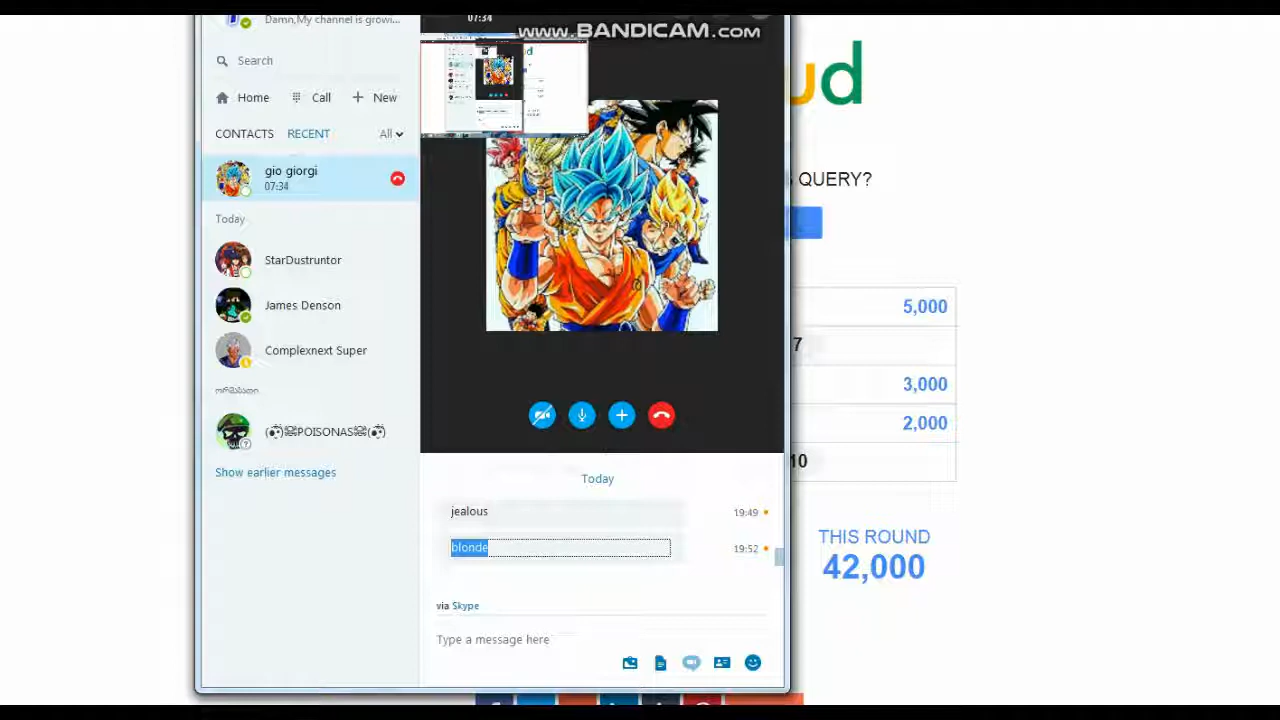 07:34
www.BANDICAM.com
Damn,My channel is growi...
ud
Search
Home Call New
CONTACTS RECENT All
gio giorgi
07:34
QUERY?
Today
StarDustruntor
James Denson
Complexnext Super
5,000
7
3,000
2,000
10
POISONAS
Show earlier messages
Today
jealous 19:49
blonde 19:52
THIS ROUND
42,000
via Skype
Type a message here